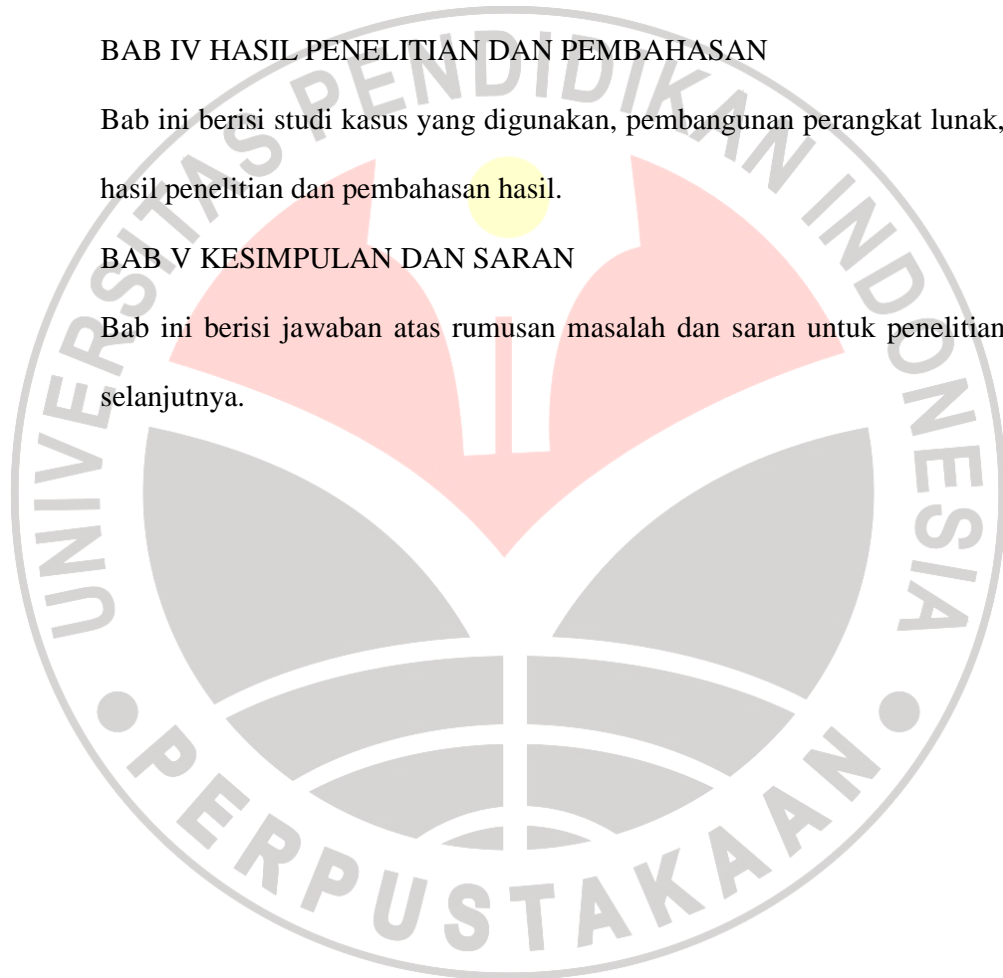 BAB IV HASIL PENELITIAN DAN PEMBAHASAN
Bab ini berisi studi kasus yang digunakan, pembangunan perangkat lunak,
hasil penelitian dan pembahasan hasil.
BAB V KESIMPULAN DAN SARAN
Bab ini berisi jawaban atas rumusan masalah dan saran untuk penelitian
selanjutnya.
UNIVERSITAS PENDIDIKAN INDONESIA
PERPUSTAKAAN